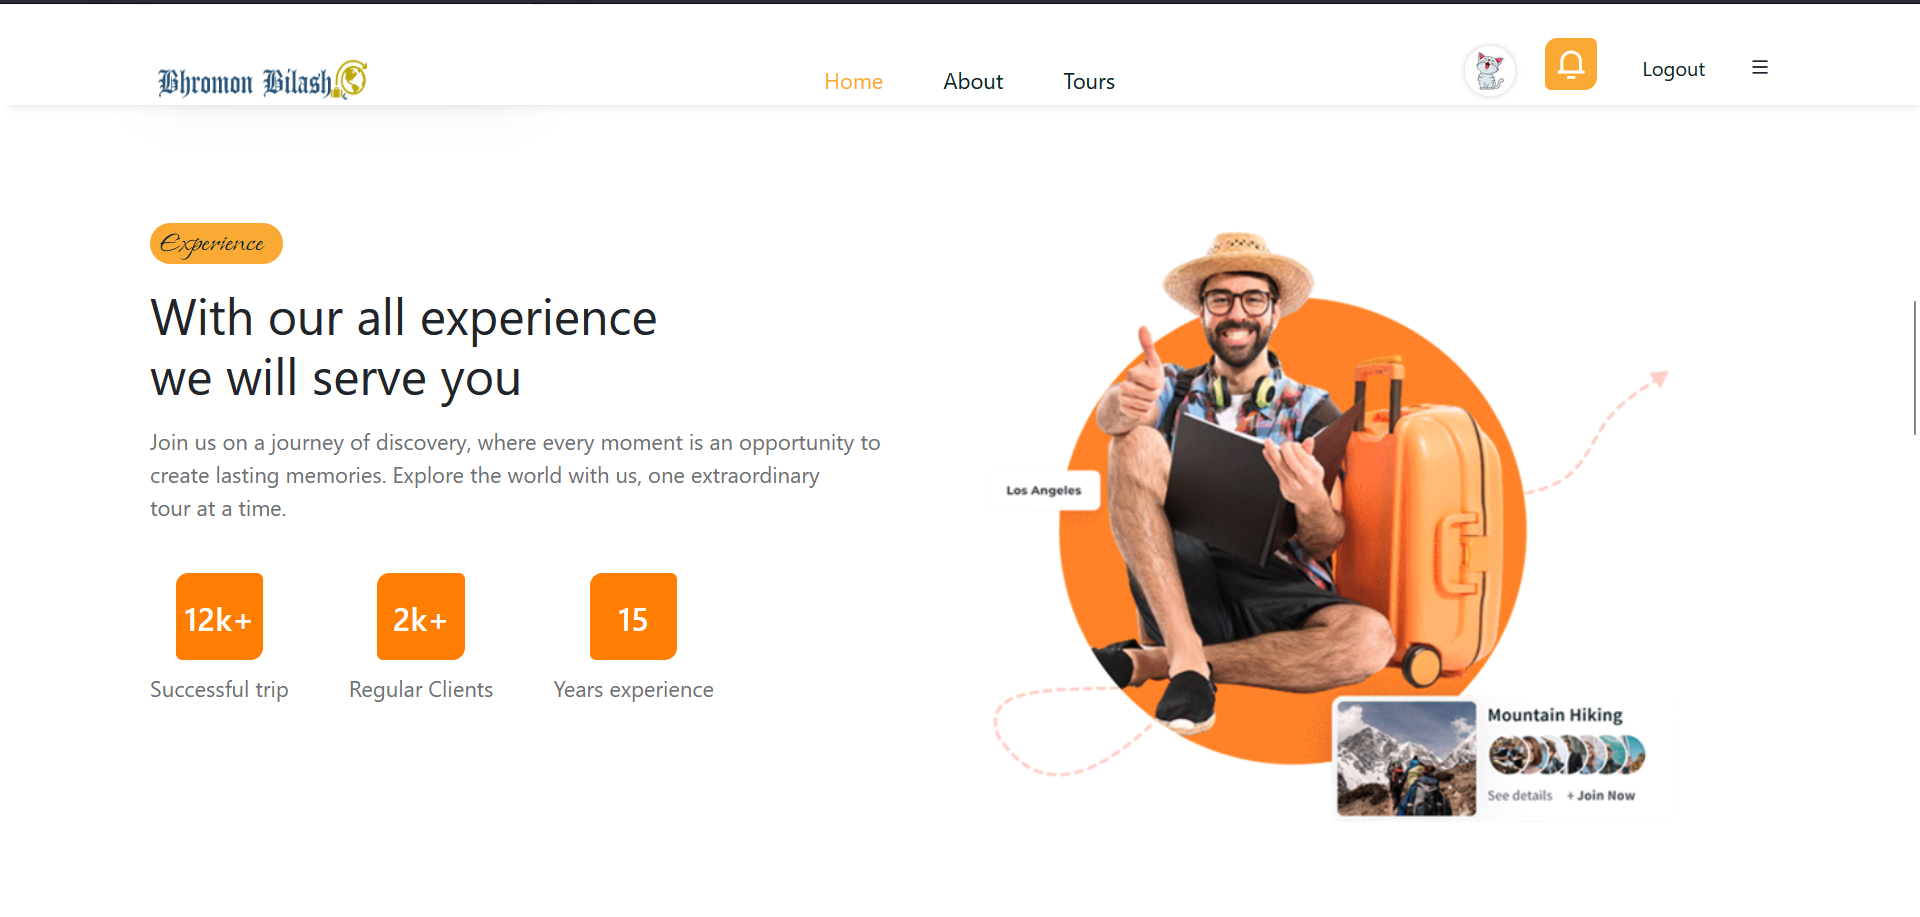 Bhromon Bilash
Home
About
Tours
Logout
Experience
With our all experience
we will serve you
Join us on a journey of discovery, where every moment is an opportunity to
create lasting memories. Explore the world with us, one extraordinary
tour at a time.
12k+
Successful trip
2k+
Regular Clients
15
Years experience
Los Angeles
Mountain Hiking
See details + Join Now